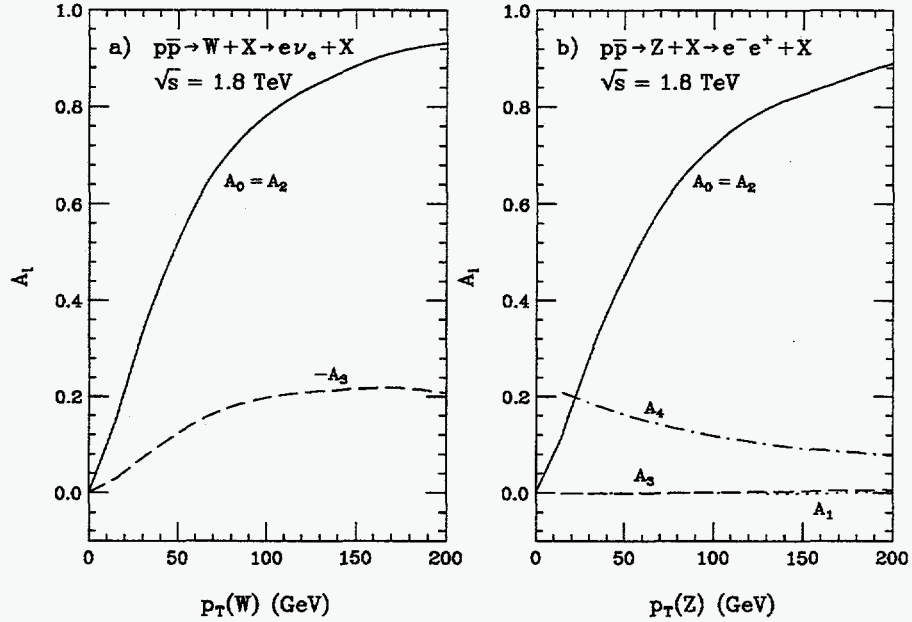 a) pp̅→W+X→eνₑ+X
√s = 1.8 TeV
A₀=A₂
−A₃
Aᵢ
1.0
0.8
0.6
0.4
0.2
0.0
0 50 100 150 200
p_T(W) (GeV)
b) pp̅→Z+X→e⁻e⁺+X
√s = 1.8 TeV
A₀=A₂
A₄
A₃
A₁
Aᵢ
1.0
0.8
0.6
0.4
0.2
0.0
0 50 100 150 200
p_T(Z) (GeV)